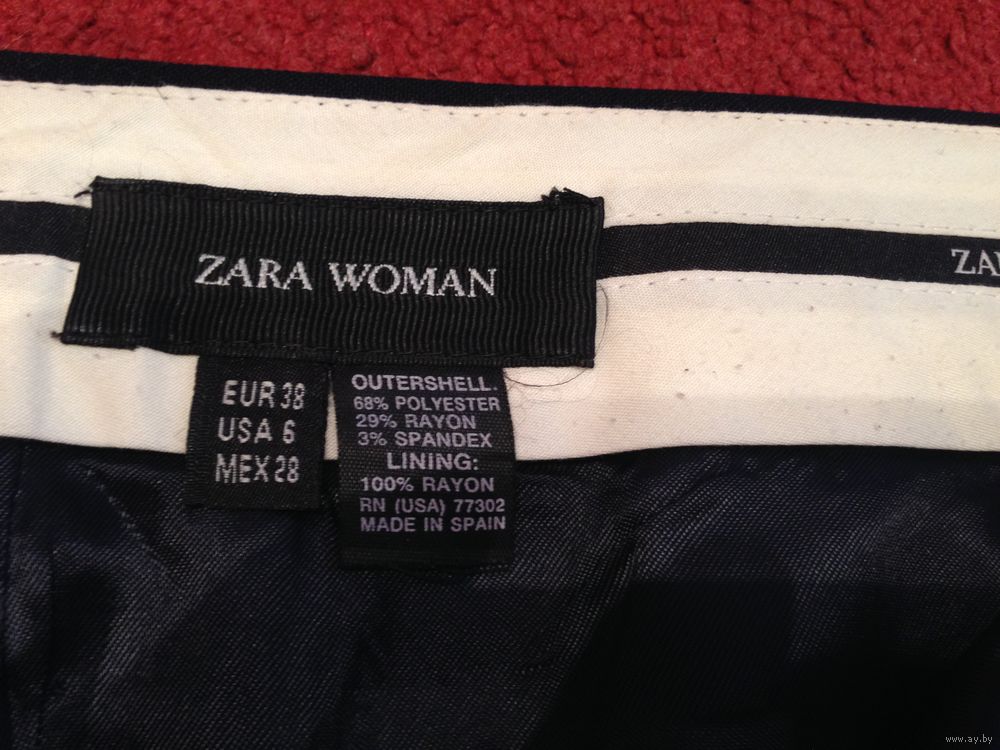 ZARA WOMAN
ZA
EUR 38
USA 6
MEX 28
OUTERSHELL.
68% POLYESTER
29% RAYON
3% SPANDEX
LINING:
100% RAYON
RN (USA) 77302
MADE IN SPAIN
www.ay.by